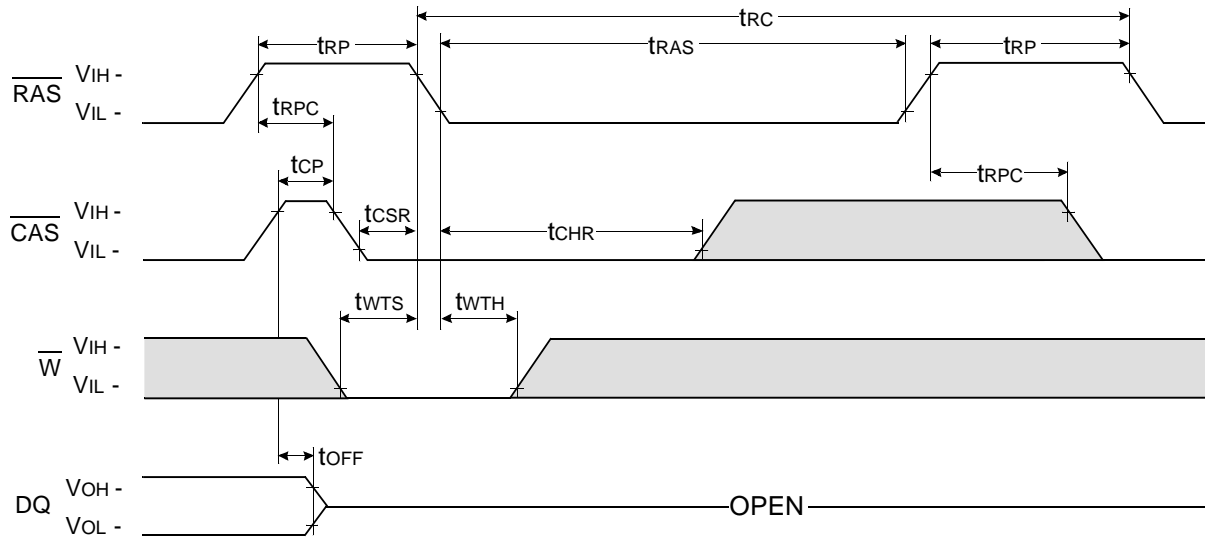 tRC
tRP
tRAS
tRP
RAS
VIH -
VIL -
tRPC
tCP
tRPC
CAS
VIH -
VIL -
tCSR
tCHR
tWTS
tWTH
W
VIH -
VIL -
tOFF
DQ
VOH -
VOL -
OPEN